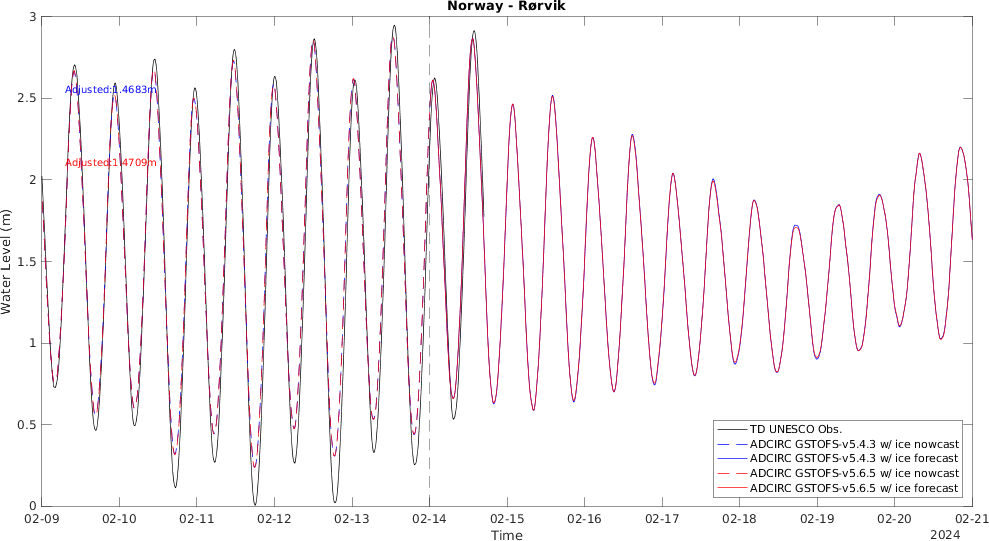 Norway - Rørvik
3
2.5
2
1.5
1
0.5
0
Water Level (m)
Adjusted:1.4683m
Adjusted:1.4709m
TD UNESCO Obs.
ADCIRC GSTOFS-v5.4.3 w/ ice nowcast
ADCIRC GSTOFS-v5.4.3 w/ ice forecast
ADCIRC GSTOFS-v5.6.5 w/ ice nowcast
ADCIRC GSTOFS-v5.6.5 w/ ice forecast
02-09 02-10 02-11 02-12 02-13 02-14 02-15 02-16 02-17 02-18 02-19 02-20 02-21
Time
2024